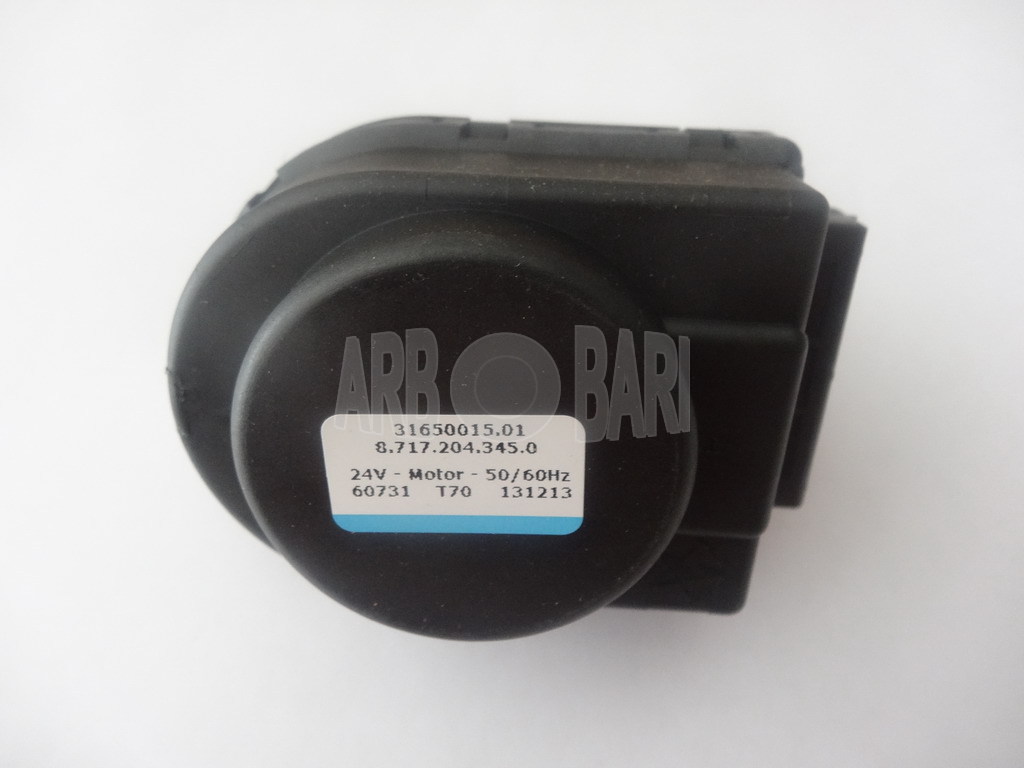 ARB BARI
31650015.01
8.717.204.345.0
24V - Motor - 50/60Hz
60731 T70 131213